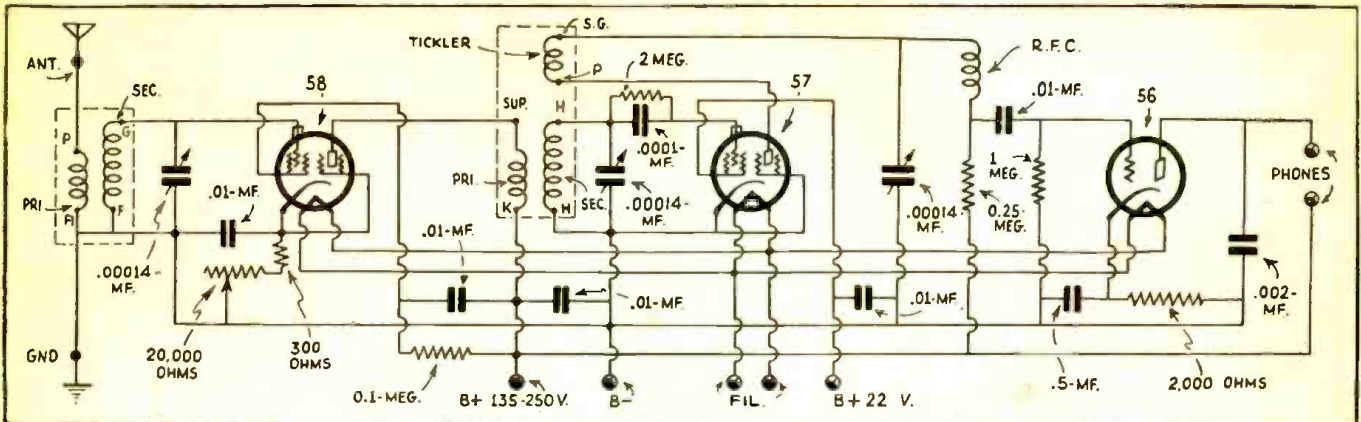 ANT.
SEC.
P
G
PRI.
A
F
.00014-
MF.
.01-MF.
58
20,000
OHMS
300
OHMS
GND
0.1-MEG.
TICKLER
S.G.
P
SUP.
H
PRI.
SEC.
K
H
2 MEG.
.0001-
MF.
.00014-
MF.
57
.01-MF.
.01-MF.
B+ 135-250V.
B-
FIL.
B+ 22 V.
.01-MF.
.00014-
MF.
R.F.C.
.01-MF.
0.25-
MEG.
1
MEG.
56
PHONES
.002-
MF.
.5-MF.
2,000 OHMS